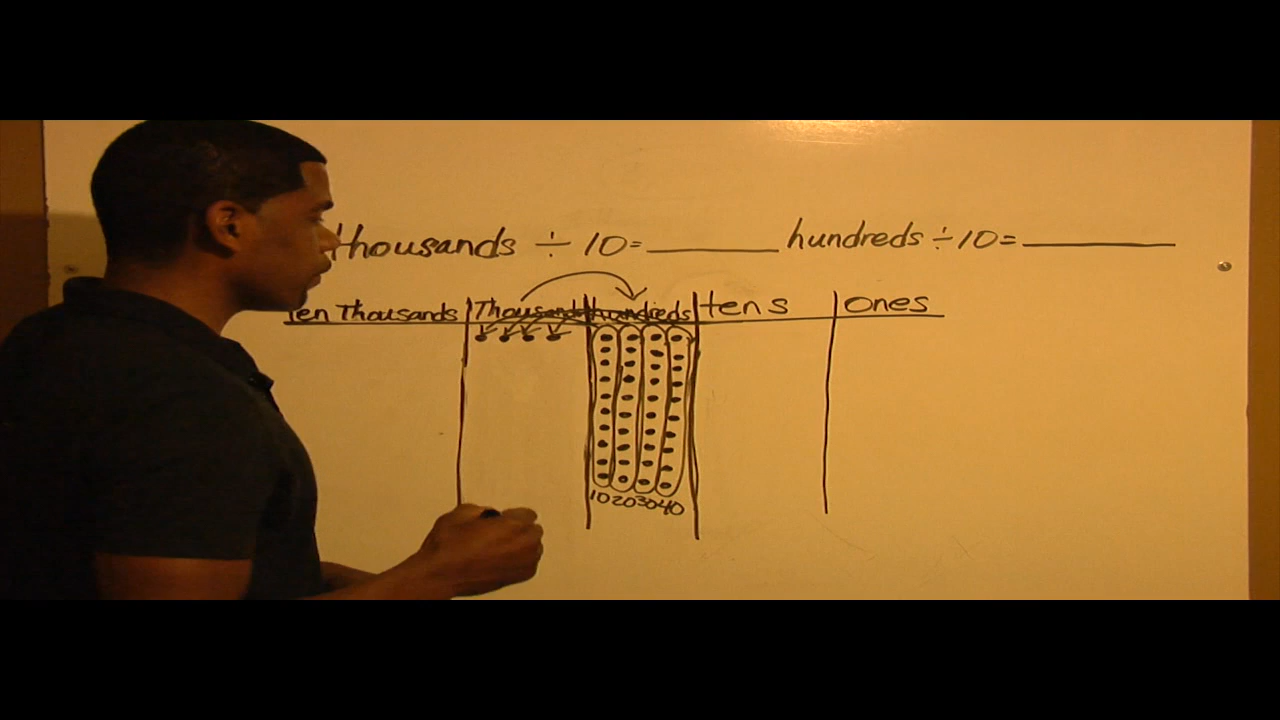 thousands ÷ 10 = ______ hundreds ÷ 10 = ______
Ten Thousands Thousands hundreds tens ones
10 20 30 40